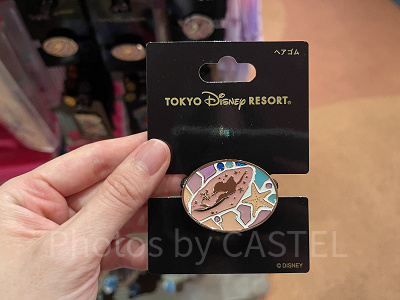 ヘアゴム
TOKYO Disney RESORT®
Photos by CASTEL
© DISNEY